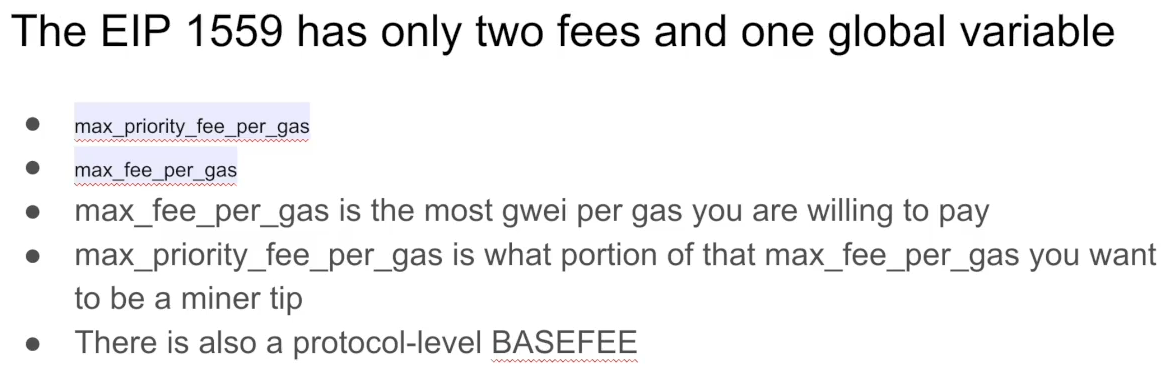 The EIP 1559 has only two fees and one global variable
● max_priority_fee_per_gas
● max_fee_per_gas
● max_fee_per_gas is the most gwei per gas you are willing to pay
● max_priority_fee_per_gas is what portion of that max_fee_per_gas you want
to be a miner tip
● There is also a protocol-level BASEFEE